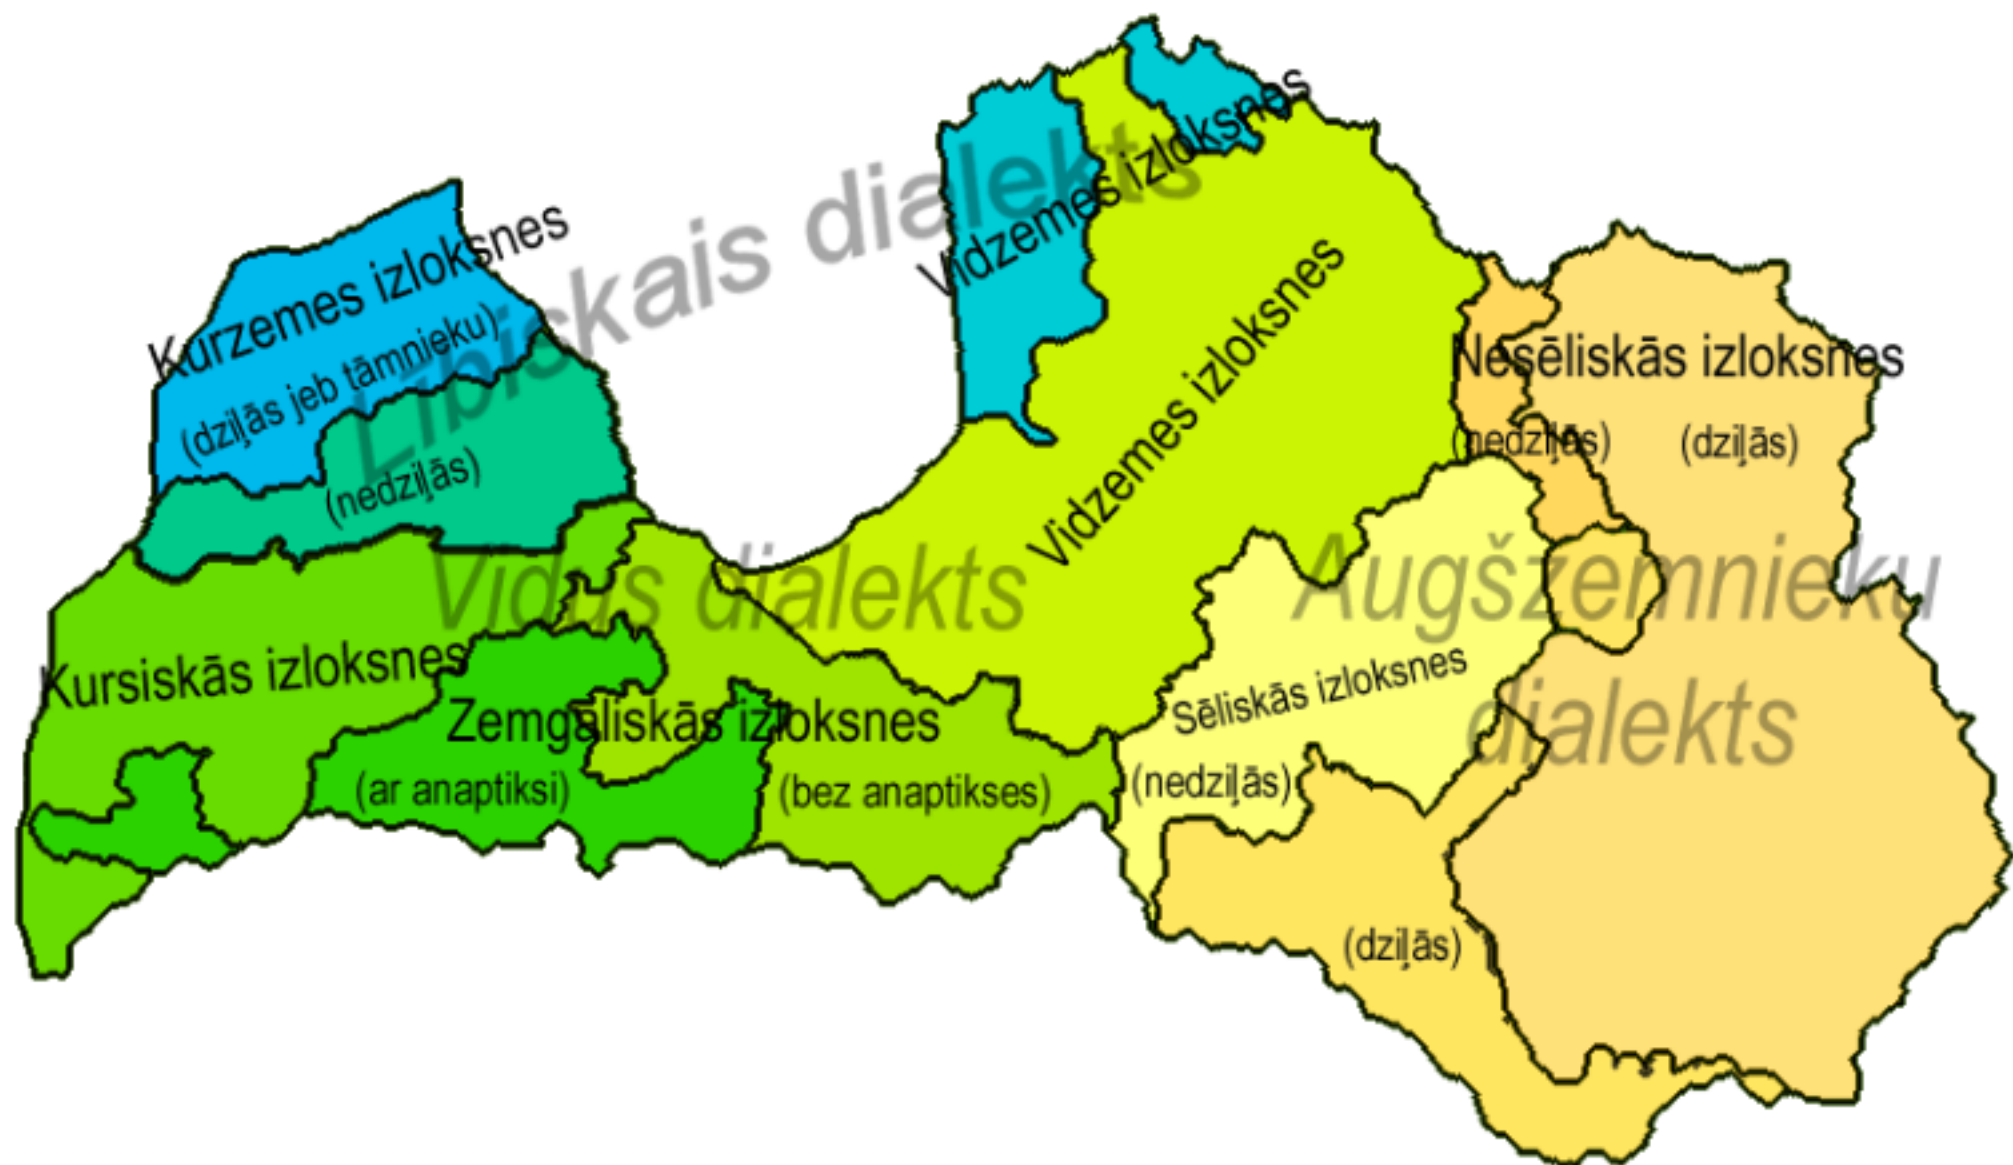 Lībiskais dialekts
Kurzemes izloksnes
(dziļās jeb tāmnieku)
(nedziļās)
Vidzemes izloksnes
Vidus dialekts
Vidzemes izloksnes
Kursiskās izloksnes
Zemgaliskās izloksnes
(ar anaptiksi)
(bez anaptikses)
Augšzemnieku
dialekts
Nesēliskās izloksnes
(nedziļās)
(dziļās)
Sēliskās izloksnes
(nedziļās)
(dziļās)